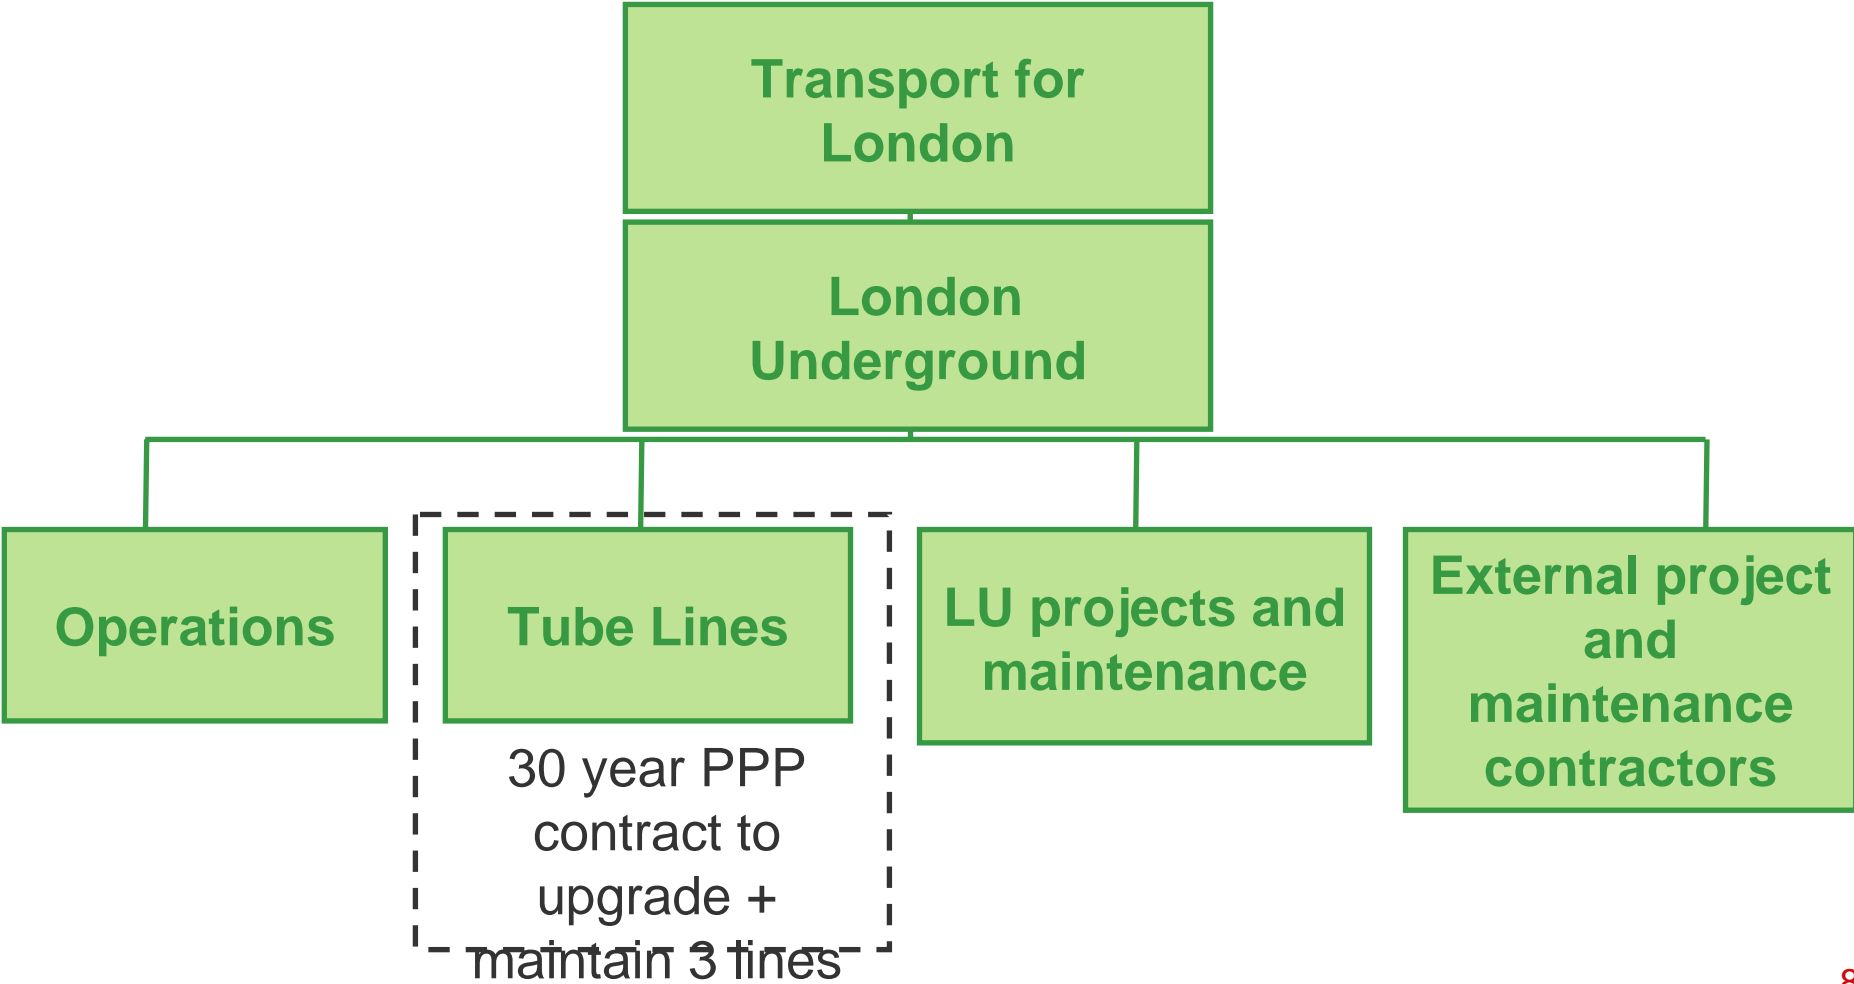 Transport for
London
London
Underground
Operations
Tube Lines
LU projects and
maintenance
External project
and
maintenance
contractors
30 year PPP
contract to
upgrade +
maintain 3 lines
8